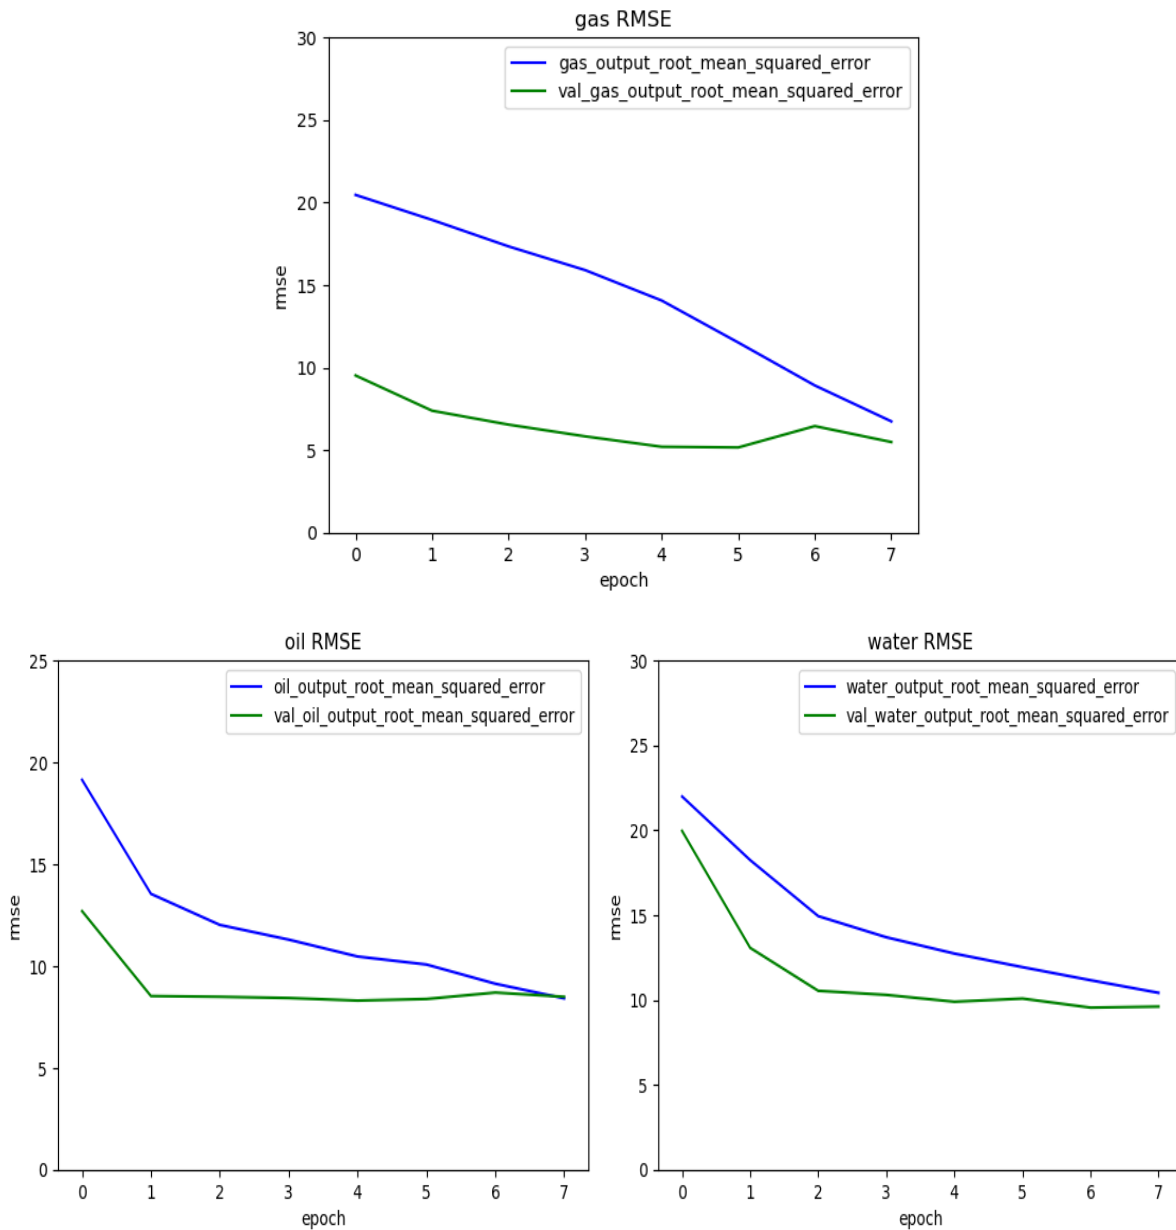 gas RMSE
30
gas_output_root_mean_squared_error
val_gas_output_root_mean_squared_error
25
20
15
rmse
10
5
0
0 1 2 3 4 5 6 7
epoch
oil RMSE
25
oil_output_root_mean_squared_error
val_oil_output_root_mean_squared_error
20
15
rmse
10
5
0
0 1 2 3 4 5 6 7
epoch
water RMSE
30
water_output_root_mean_squared_error
val_water_output_root_mean_squared_error
25
20
15
rmse
10
5
0
0 1 2 3 4 5 6 7
epoch